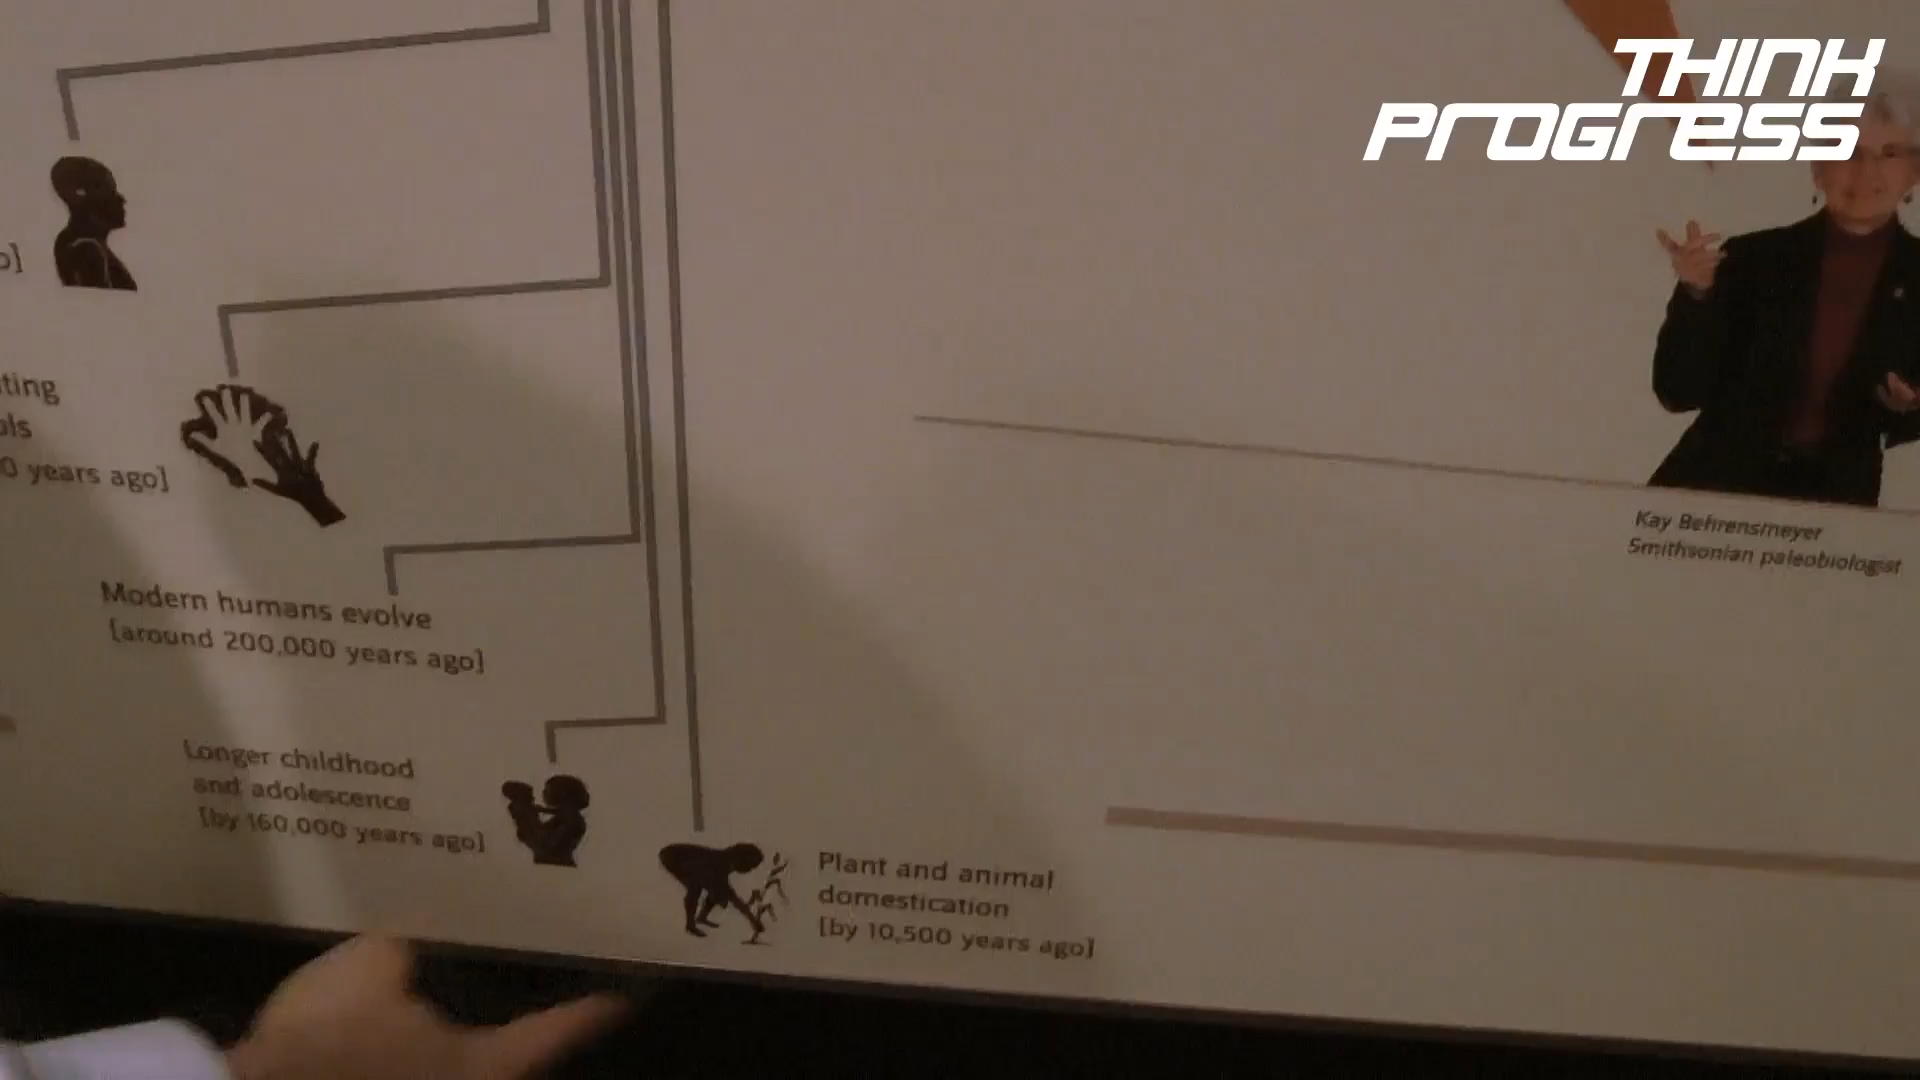 THINK
PROGRESS
o]
ting
ols
0 years ago]
Kay Behrensmeyer
Smithsonian paleobiologist
Modern humans evolve
[around 200,000 years ago]
Longer childhood
and adolescence
[by 160,000 years ago]
Plant and animal
domestication
[by 10,500 years ago]